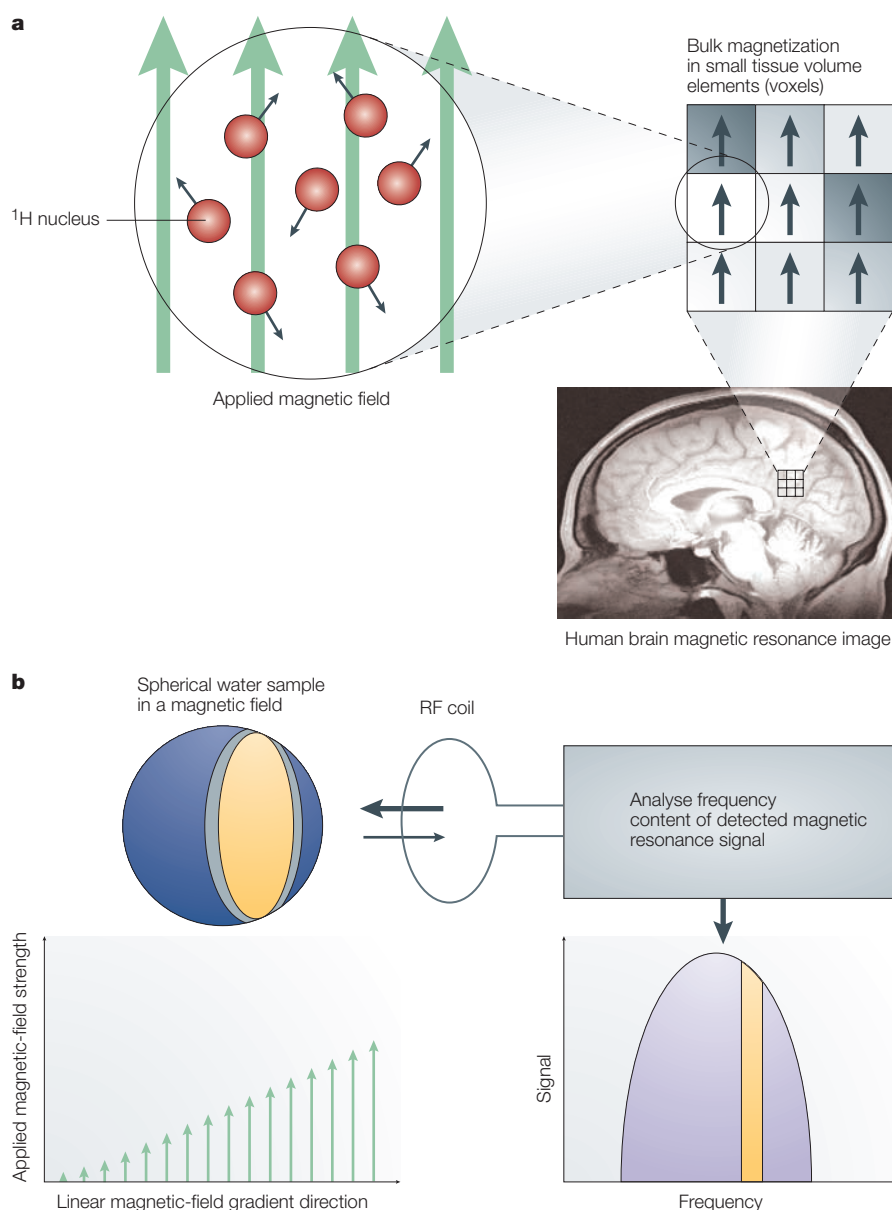 a
Bulk magnetization
in small tissue volume
elements (voxels)
¹H nucleus
Applied magnetic field
Human brain magnetic resonance image
b
Spherical water sample
in a magnetic field
RF coil
Analyse frequency
content of detected magnetic
resonance signal
Applied magnetic-field strength
Linear magnetic-field gradient direction
Signal
Frequency